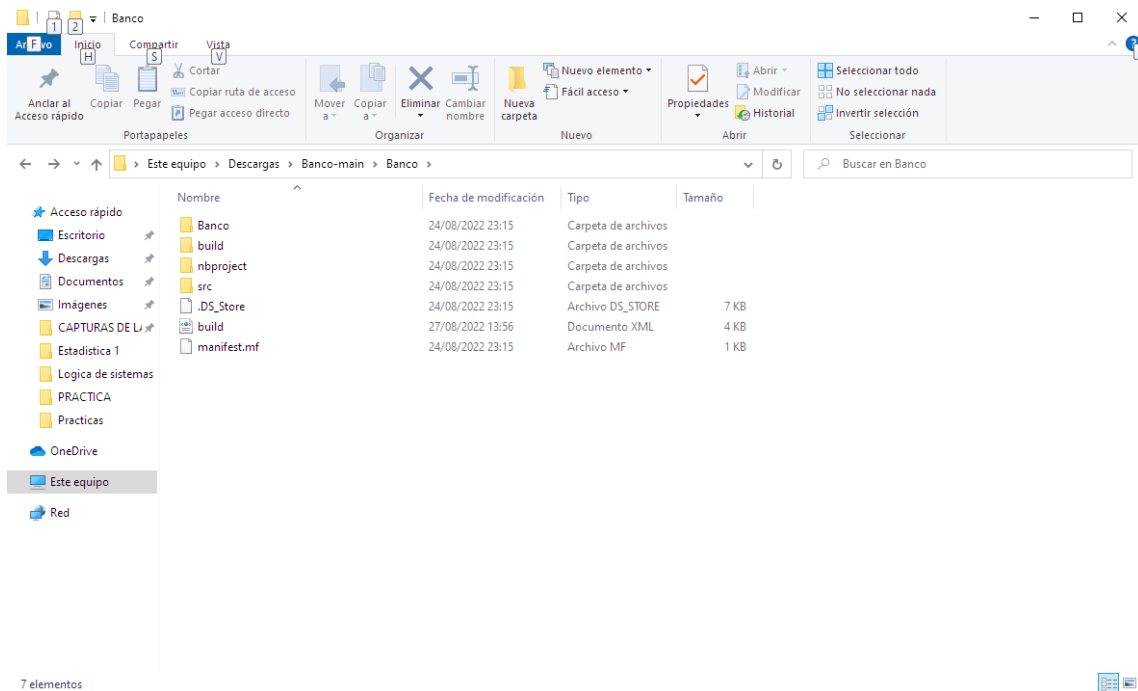 1 2 Banco
Archivo F Inicio Compartir Vista
H S V
Anclar al Acceso rápido
Copiar
Pegar
Cortar
Copiar ruta de acceso
Pegar acceso directo
Portapapeles
Mover a
Copiar a
Eliminar
Cambiar nombre
Organizar
Nueva carpeta
Nuevo elemento
Fácil acceso
Nuevo
Propiedades
Abrir
Modificar
Historial
Abrir
Seleccionar todo
No seleccionar nada
Invertir selección
Seleccionar
Este equipo > Descargas > Banco-main > Banco >
Buscar en Banco
Nombre Fecha de modificación Tipo Tamaño
Banco 24/08/2022 23:15 Carpeta de archivos
build 24/08/2022 23:15 Carpeta de archivos
nbproject 24/08/2022 23:15 Carpeta de archivos
src 24/08/2022 23:15 Carpeta de archivos
.DS_Store 24/08/2022 23:15 Archivo DS_STORE 7 KB
build 27/08/2022 13:56 Documento XML 4 KB
manifest.mf 24/08/2022 23:15 Archivo MF 1 KB
Acceso rápido
Escritorio
Descargas
Documentos
Imágenes
CAPTURAS DE
Estadistica 1
Logica de sistemas
PRACTICA
Practicas
OneDrive
Este equipo
Red
7 elementos